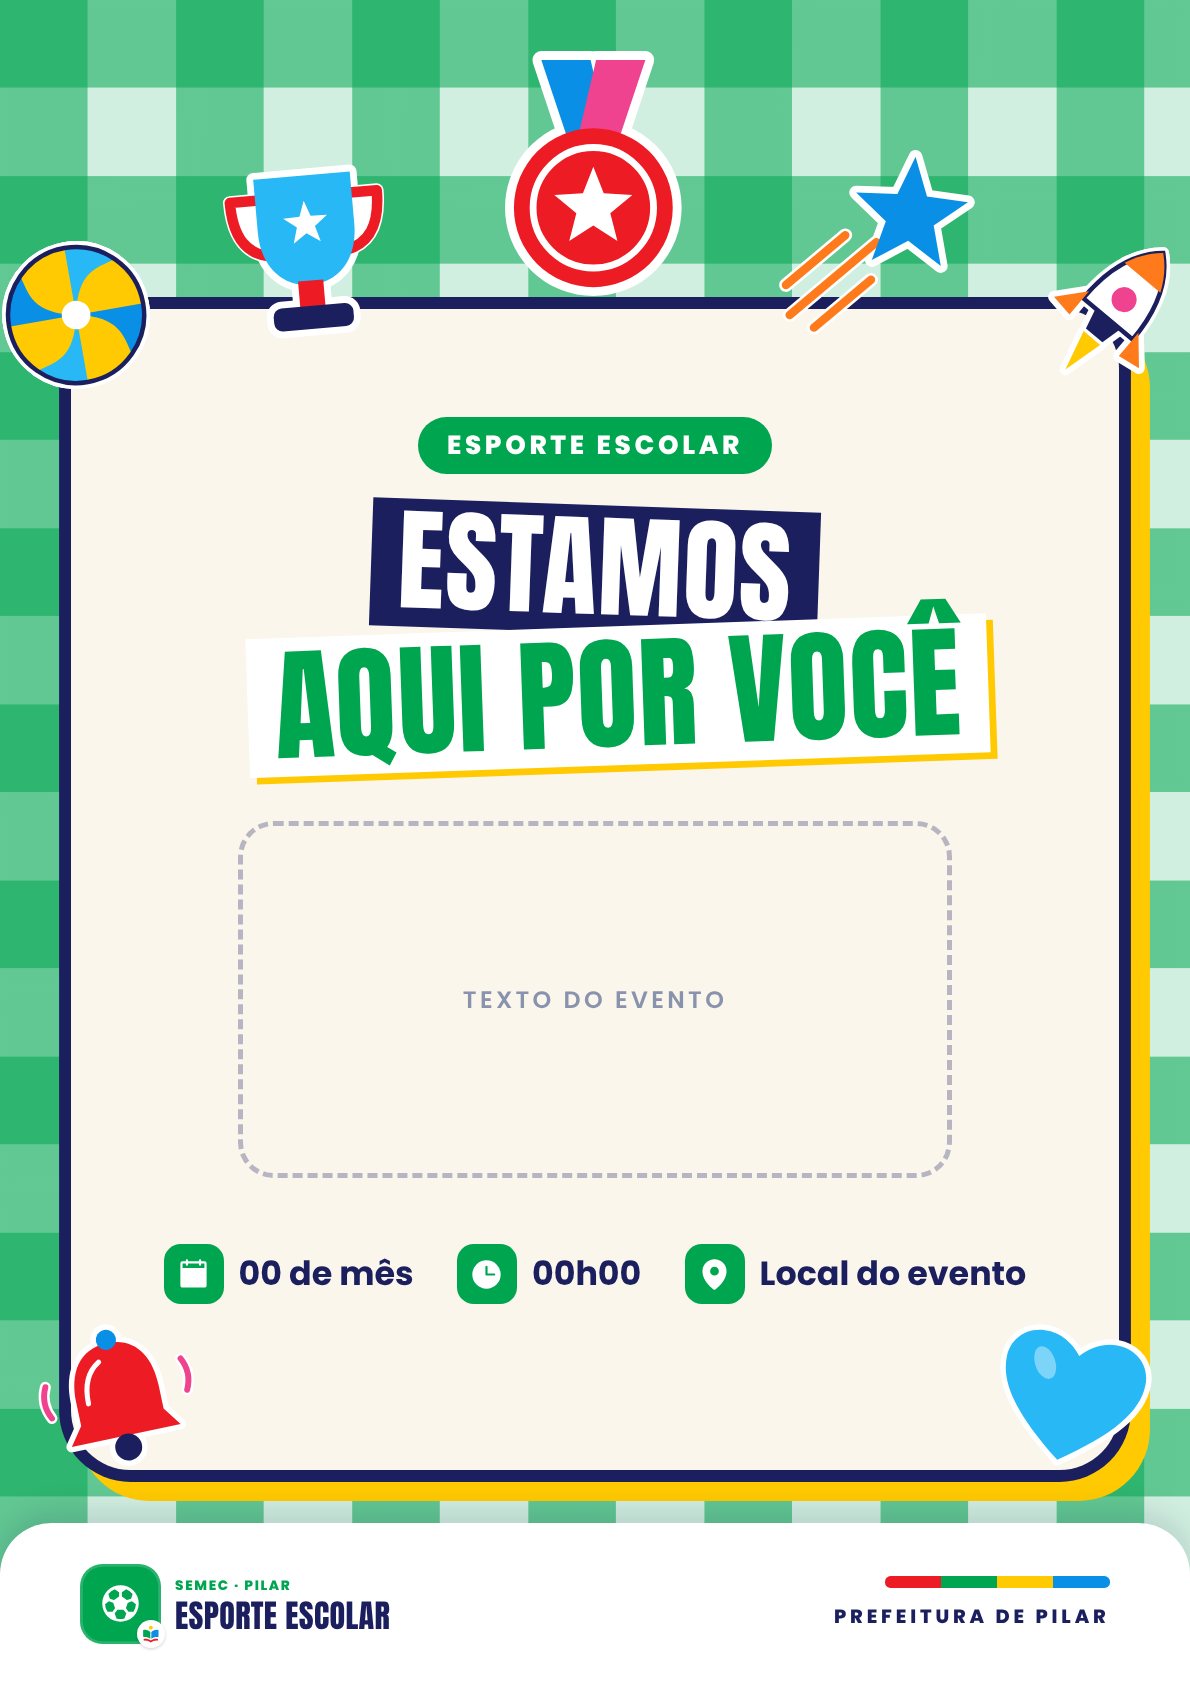 ESPORTE ESCOLAR
ESTAMOS
AQUI POR VOCÊ
TEXTO DO EVENTO
00 de mês
00h00
Local do evento
SEMEC · PILAR
ESPORTE ESCOLAR
PREFEITURA DE PILAR